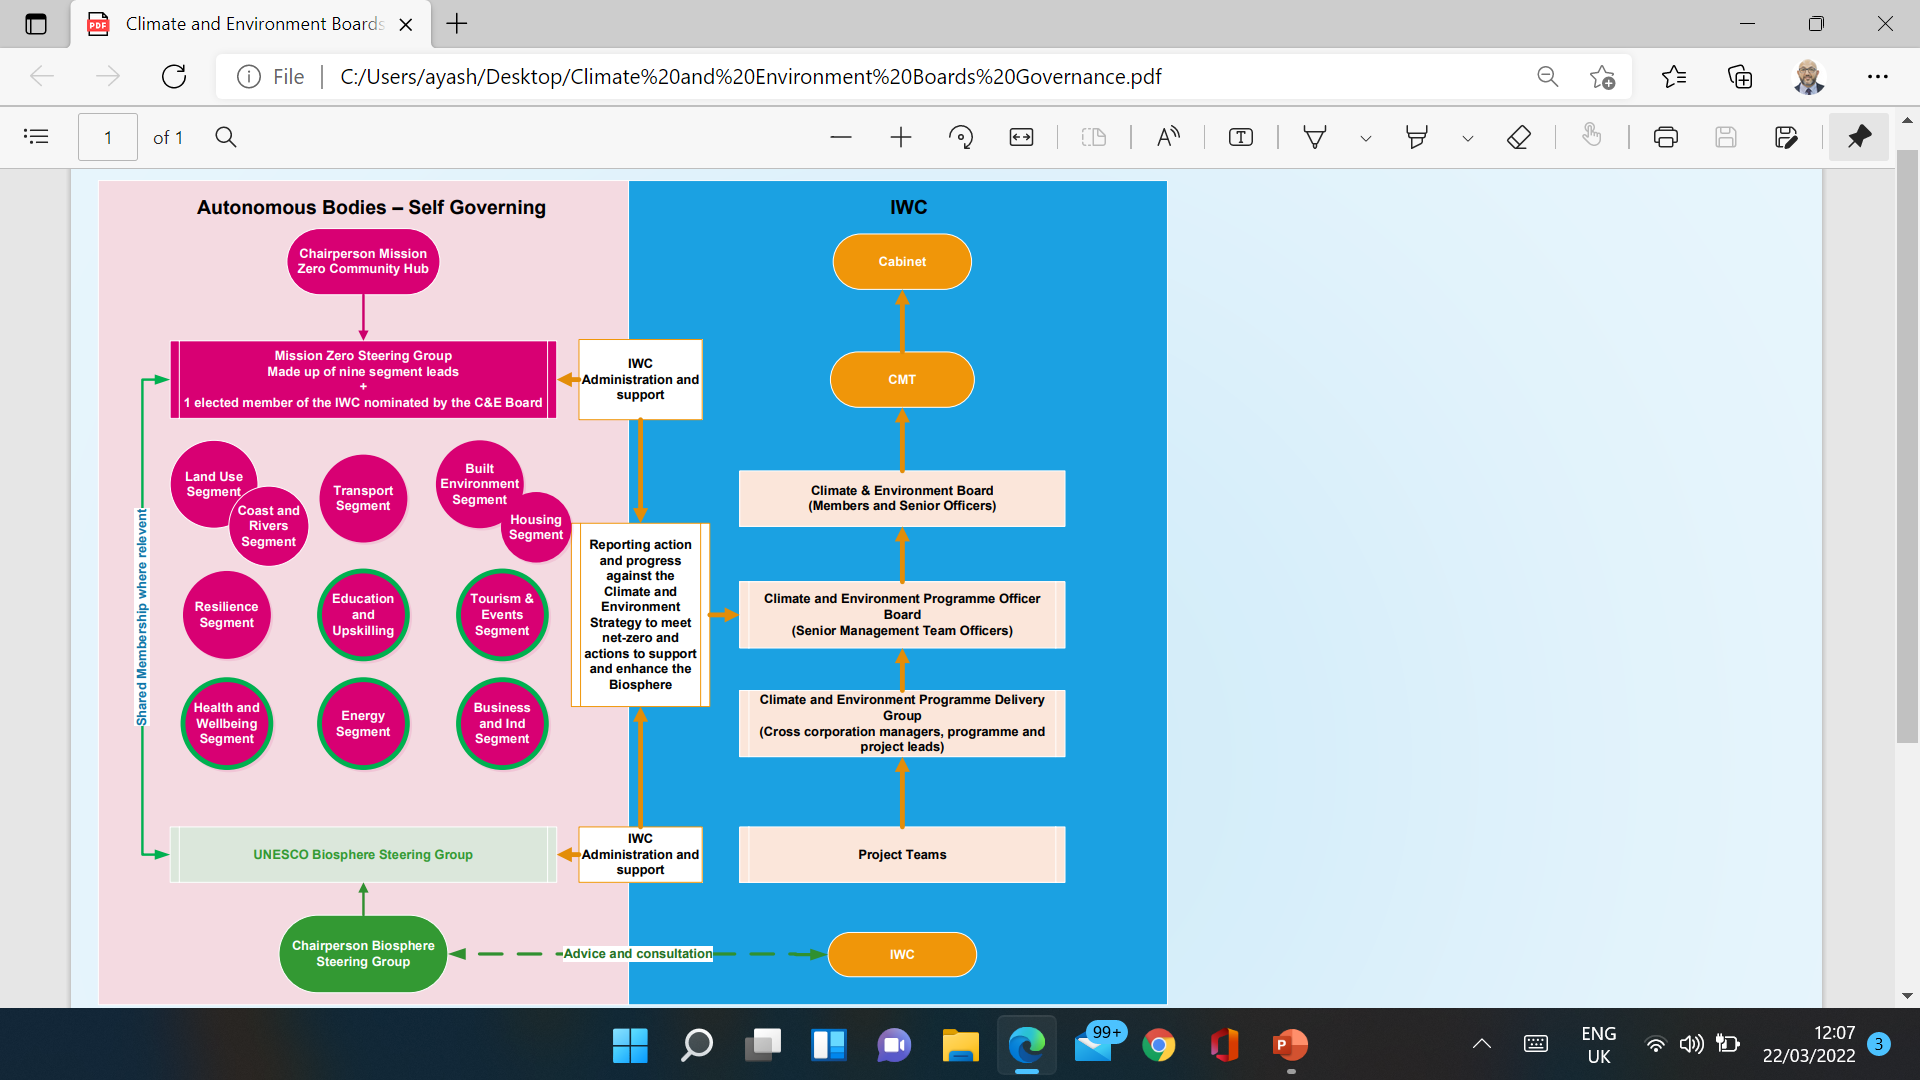 Climate and Environment Boards
File
C:/Users/ayash/Desktop/Climate%20and%20Environment%20Boards%20Governance.pdf
1
of 1
Autonomous Bodies – Self Governing
Chairperson Mission
Zero Community Hub
Mission Zero Steering Group
Made up of nine segment leads
+
1 elected member of the IWC nominated by the C&E Board
IWC
Administration and
support
Land Use
Segment
Coast and
Rivers
Segment
Transport
Segment
Built
Environment
Segment
Housing
Segment
Resilience
Segment
Education
and
Upskilling
Tourism &
Events
Segment
Health and
Wellbeing
Segment
Energy
Segment
Business
and Ind
Segment
Shared Membership where relevent
Reporting action
and progress
against the
Climate and
Environment
Strategy to meet
net-zero and
actions to support
and enhance the
Biosphere
UNESCO Biosphere Steering Group
IWC
Administration and
support
Chairperson Biosphere
Steering Group
Advice and consultation
IWC
Cabinet
CMT
Climate & Environment Board
(Members and Senior Officers)
Climate and Environment Programme Officer
Board
(Senior Management Team Officers)
Climate and Environment Programme Delivery
Group
(Cross corporation managers, programme and
project leads)
Project Teams
IWC
99+
ENG
UK
12:07
22/03/2022
3